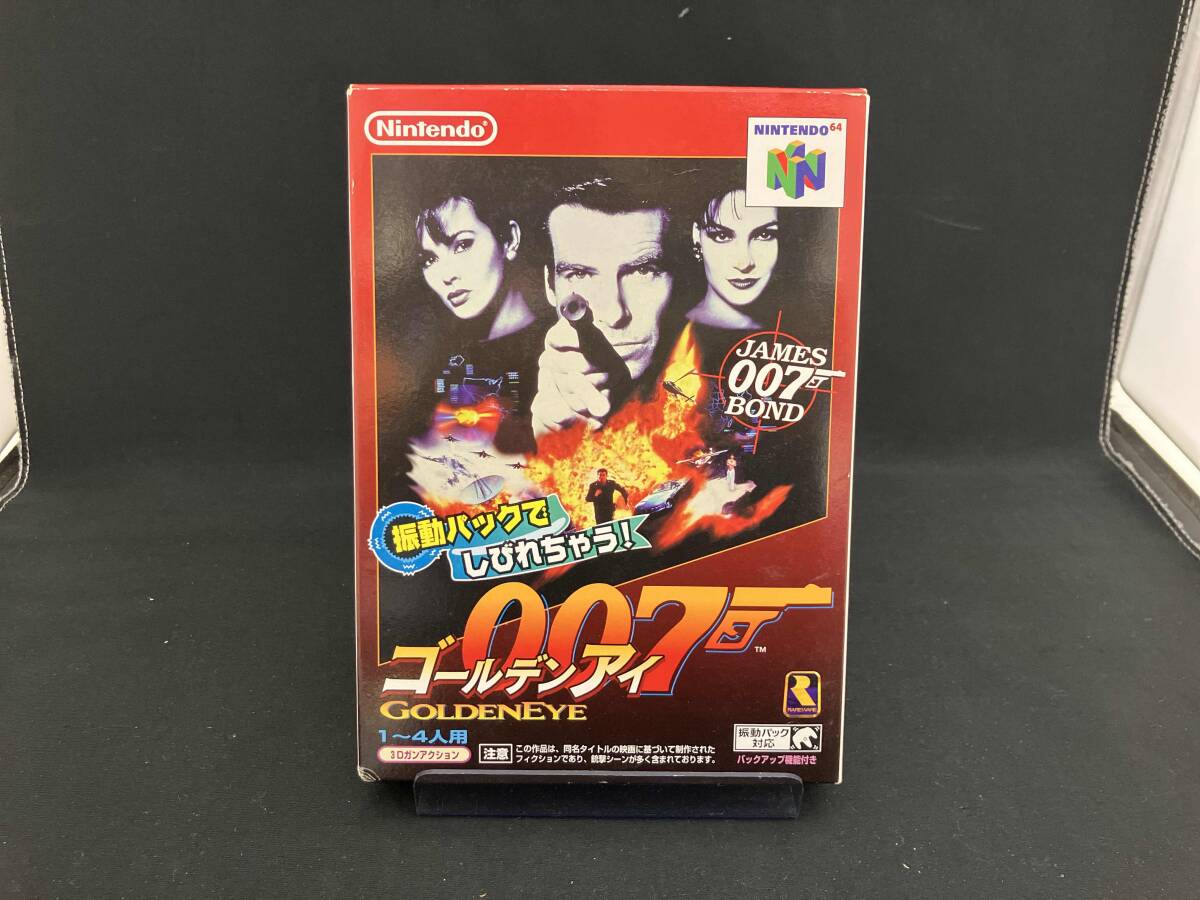 Nintendo®
NINTENDO64
JAMES
007
BOND
振動パックで
しびれちゃう!
007
™
ゴールデンアイ
GOLDENEYE
RAREWARE
1〜4人用
3Dガンアクション
注意
この作品は、同名タイトルの映画に基づいて制作された
フィクションであり、銃撃シーンが多く含まれております。
振動パック
対応
バックアップ機能付き